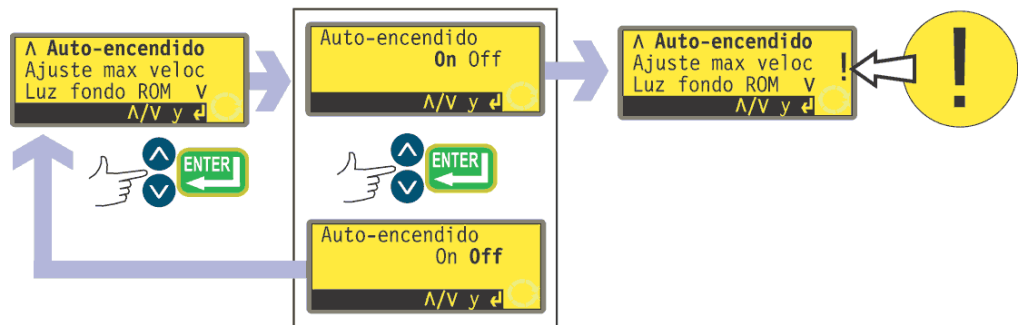 Λ Auto-encendido
Ajuste max veloc
Luz fondo ROM V
Λ/V y ↲
ENTER
Auto-encendido
On Off
Λ/V y ↲
ENTER
Auto-encendido
On Off
Λ/V y ↲
Λ Auto-encendido
Ajuste max veloc !
Luz fondo ROM V
Λ/V y ↲
!